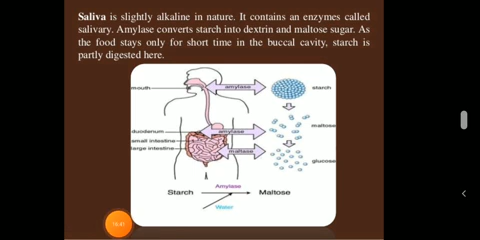 Saliva is slightly alkaline in nature. It contains an enzymes called
salivary. Amylase converts starch into dextrin and maltose sugar. As
the food stays only for short time in the buccal cavity, starch is
partly digested here.
mouth
amylase
starch
duodenum
amylase
maltose
small intestine
large intestine
maltase
glucose
Amylase
Starch
Maltose
Water